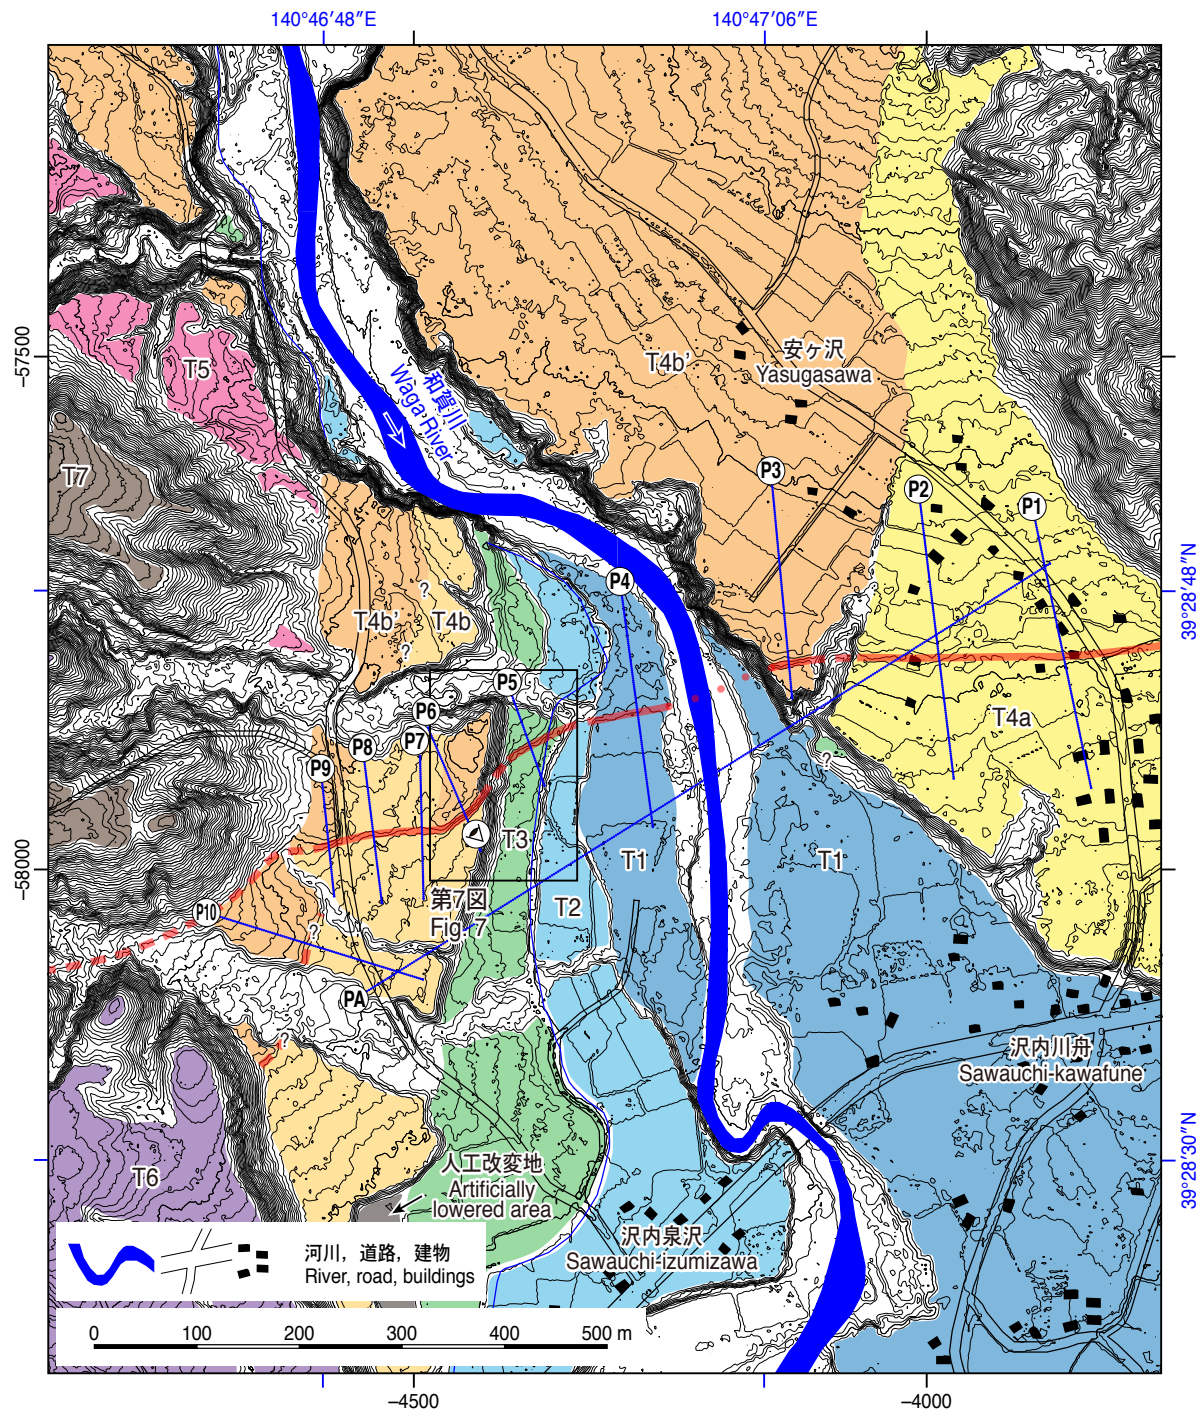 140°46'48"E
140°47'06"E
−57500
−58000
39°28'48"N
39°28'30"N
T5
T7
和賀川
Waga River
T4b'
安ヶ沢
Yasugasawa
P3
P2
P1
P4
?
T4b'
T4b
?
P5
P6
P7
P8
P9
T4a
?
T3
T1
T1
第7図
Fig. 7
T2
P10
?
PA
?
沢内川舟
Sawauchi-kawafune
T6
人工改変地
Artificially
lowered area
沢内泉沢
Sawauchi-izumizawa
河川，道路，建物
River, road, buildings
0 100 200 300 400 500 m
−4500
−4000